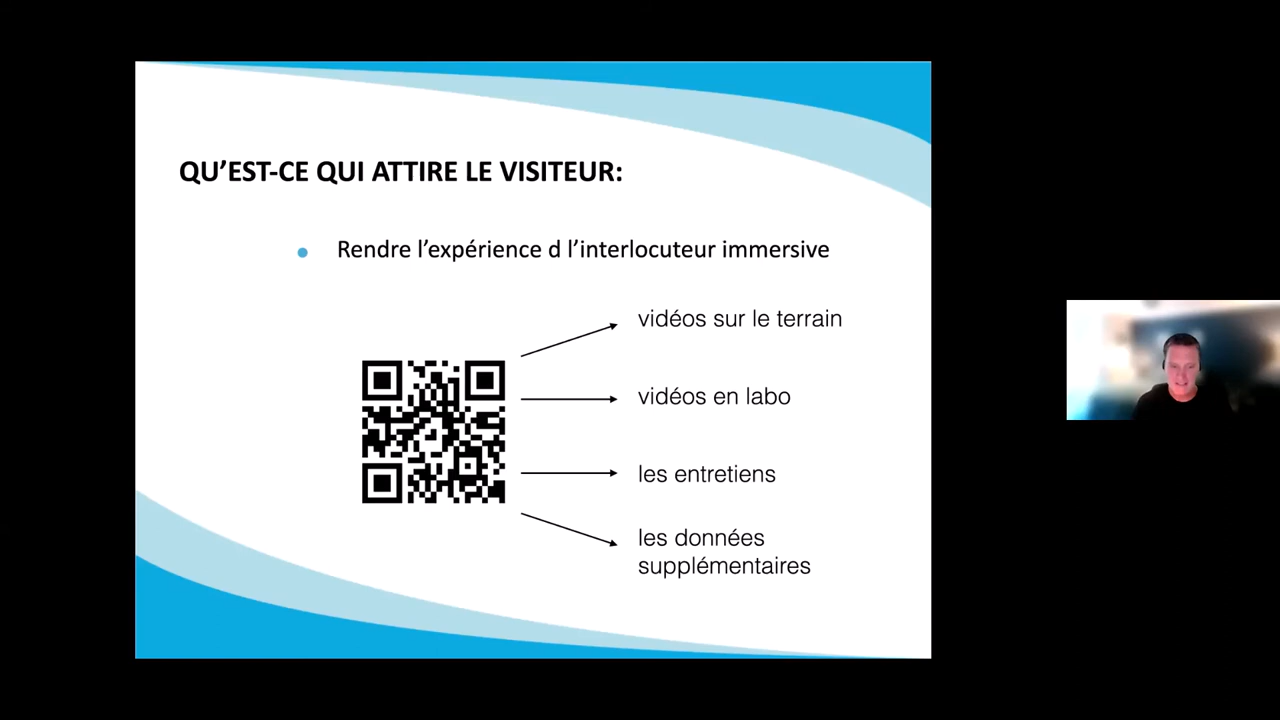 QU’EST-CE QUI ATTIRE LE VISITEUR:
Rendre l’expérience d l’interlocuteur immersive
vidéos sur le terrain
vidéos en labo
les entretiens
les données
supplémentaires